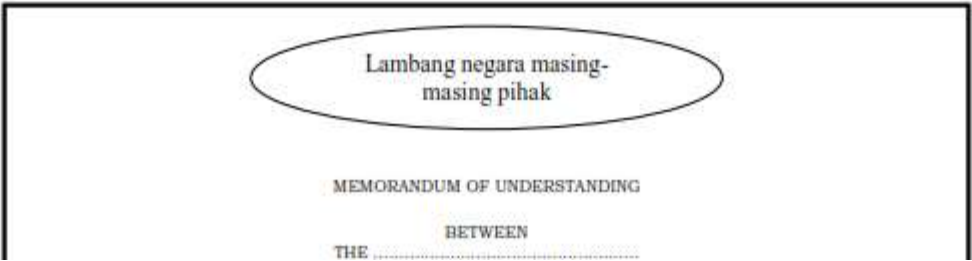 Lambang negara masing-
masing pihak
MEMORANDUM OF UNDERSTANDING
BETWEEN
THE ......................................................